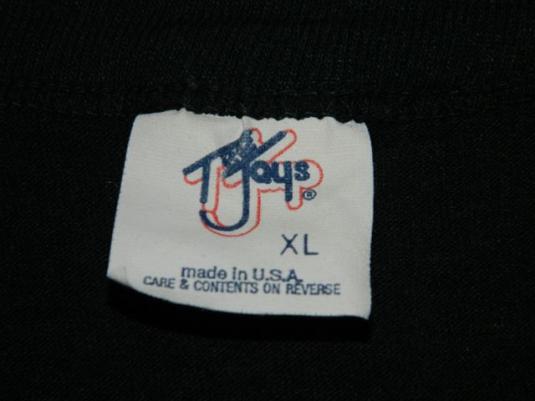 T Jays ®
XL
made in U.S.A.
CARE & CONTENTS ON REVERSE